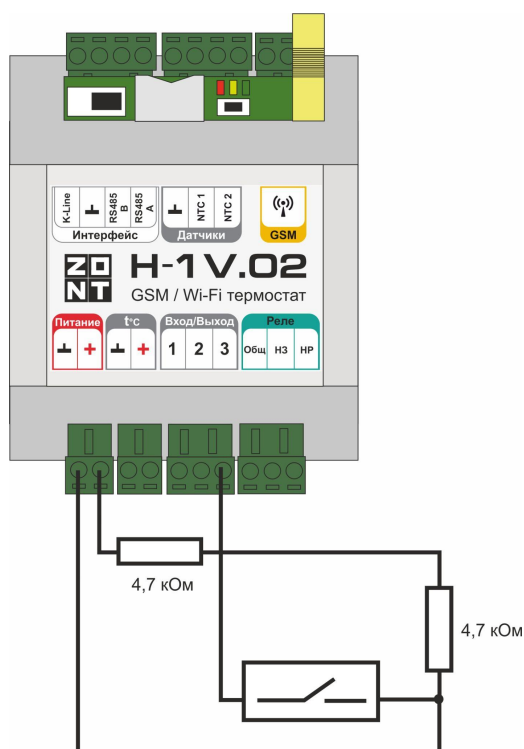 K-Line
RS485 B
RS485 A
NTC 1
NTC 2
Интерфейс
Датчики
GSM
ZONT
H-1V.02
GSM / Wi-Fi термостат
Питание
t°C
Вход/Выход
Реле
+
+
1
2
3
Общ
НЗ
НР
4,7 кОм
4,7 кОм